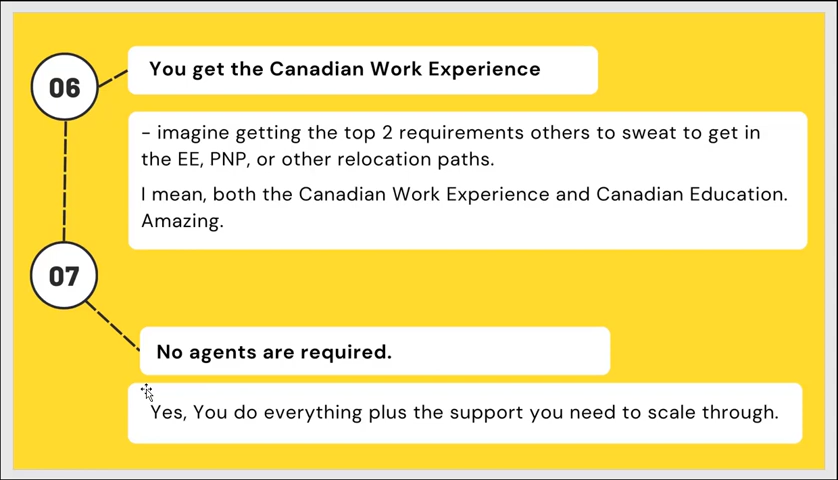 06
You get the Canadian Work Experience
- imagine getting the top 2 requirements others to sweat to get in
the EE, PNP, or other relocation paths.
I mean, both the Canadian Work Experience and Canadian Education.
Amazing.
07
No agents are required.
Yes, You do everything plus the support you need to scale through.